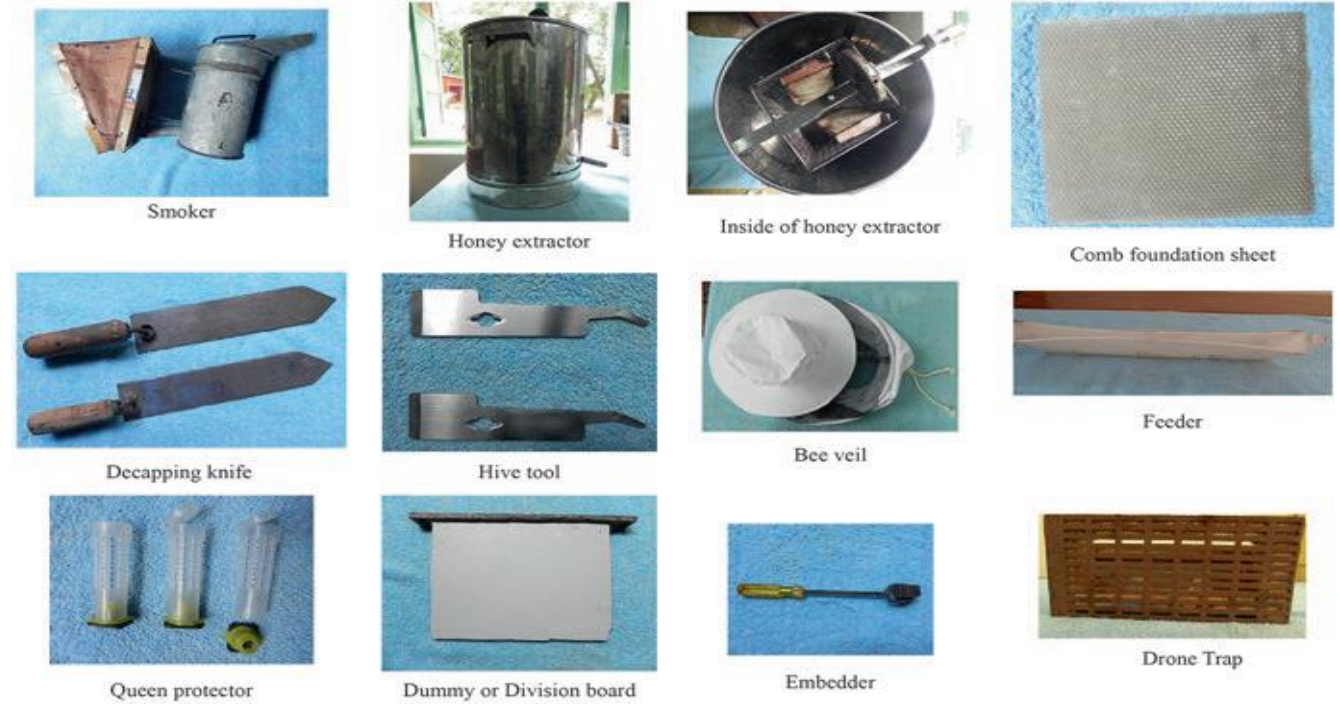 Smoker
Honey extractor
Inside of honey extractor
Comb foundation sheet
Decapping knife
Hive tool
Bee veil
Feeder
Queen protector
Dummy or Division board
Embedder
Drone Trap